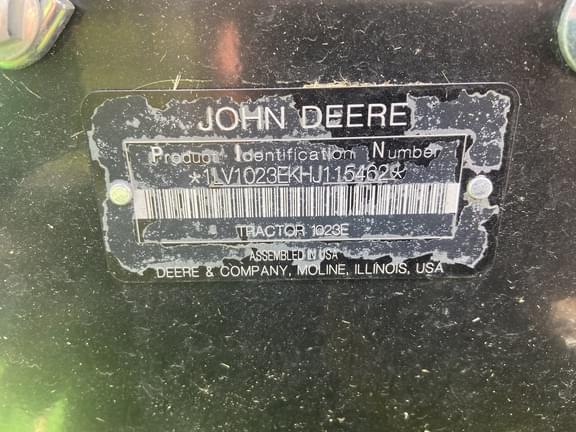 JOHN DEERE
Product Identification Number
*1LV1023EKHJ115462*
TRACTOR 1023E
ASSEMBLED IN USA
DEERE & COMPANY, MOLINE, ILLINOIS, USA